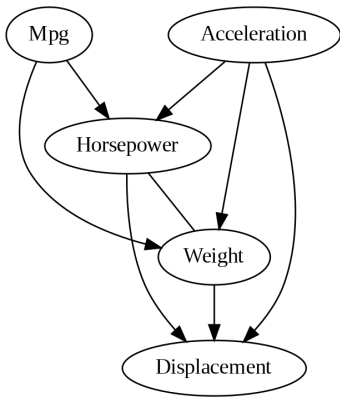 Mpg
Acceleration
Horsepower
Weight
Displacement